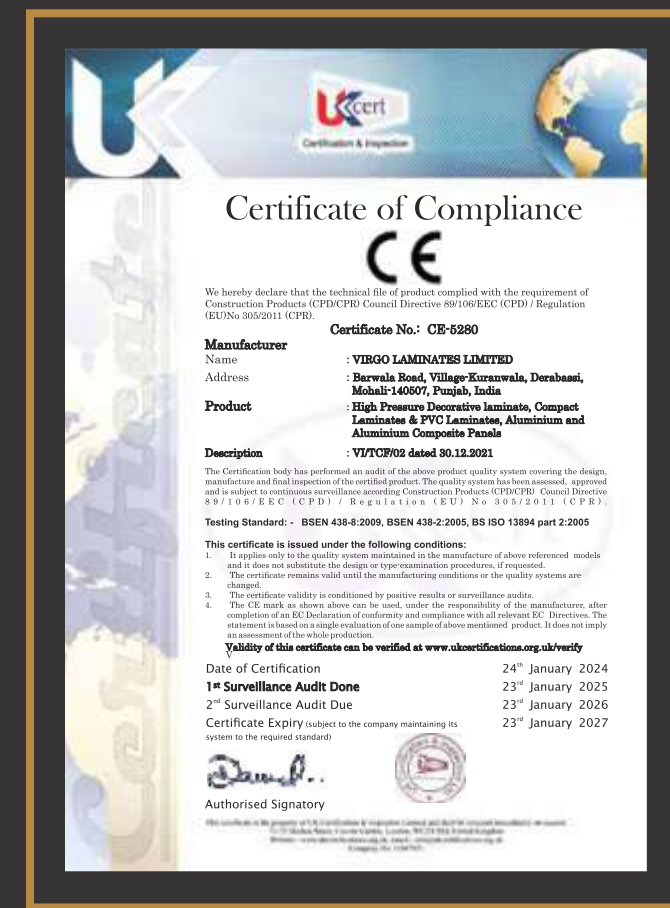 UKcert
Certification & Inspection
Certificate of Compliance
CE
We hereby declare that the technical file of product complied with the requirement of
Construction Products (CPD/CPR) Council Directive 89/106/EEC (CPD) / Regulation
(EU)No 305/2011 (CPR).
Certificate No.: CE-5280
Manufacturer
Name : VIRGO LAMINATES LIMITED
Address : Barwala Road, Village-Kuranwala, Derabassi,
Mohali-140507, Punjab, India
Product : High Pressure Decorative laminate, Compact
Laminates & PVC Laminates, Aluminium and
Aluminium Composite Panels
Description : VI/TCF/02 dated 30.12.2021
The Certification body has performed an audit of the above product quality system covering the design,
manufacture and final inspection of the certified product. The quality system has been assessed, approved
and is subject to continuous surveillance according Construction Products (CPD/CPR) Council Directive
89/106/EEC (CPD) / Regulation (EU) No 305/2011 (CPR).
Testing Standard: - BSEN 438-8:2009, BSEN 438-2:2005, BS ISO 13894 part 2:2005
This certificate is issued under the following conditions:
1. It applies only to the quality system maintained in the manufacture of above referenced models
and it does not substitute the design or type-examination procedures, if requested.
2. The certificate remains valid until the manufacturing conditions or the quality systems are
changed.
3. The certificate validity is conditioned by positive results or surveillance audits.
4. The CE mark as shown above can be used, under the responsibility of the manufacturer, after
completion of an EC Declaration of conformity and compliance with all relevant EC Directives. The
statement is based on a single evaluation of one sample of above mentioned product. It does not imply
an assessment of the whole production.
Validity of this certificate can be verified at www.ukcertifications.org.uk/verify
V
Date of Certification 24th January 2024
1st Surveillance Audit Done 23rd January 2025
2nd Surveillance Audit Due 23rd January 2026
Certificate Expiry (subject to the company maintaining its 23rd January 2027
system to the required standard)
Authorised Signatory